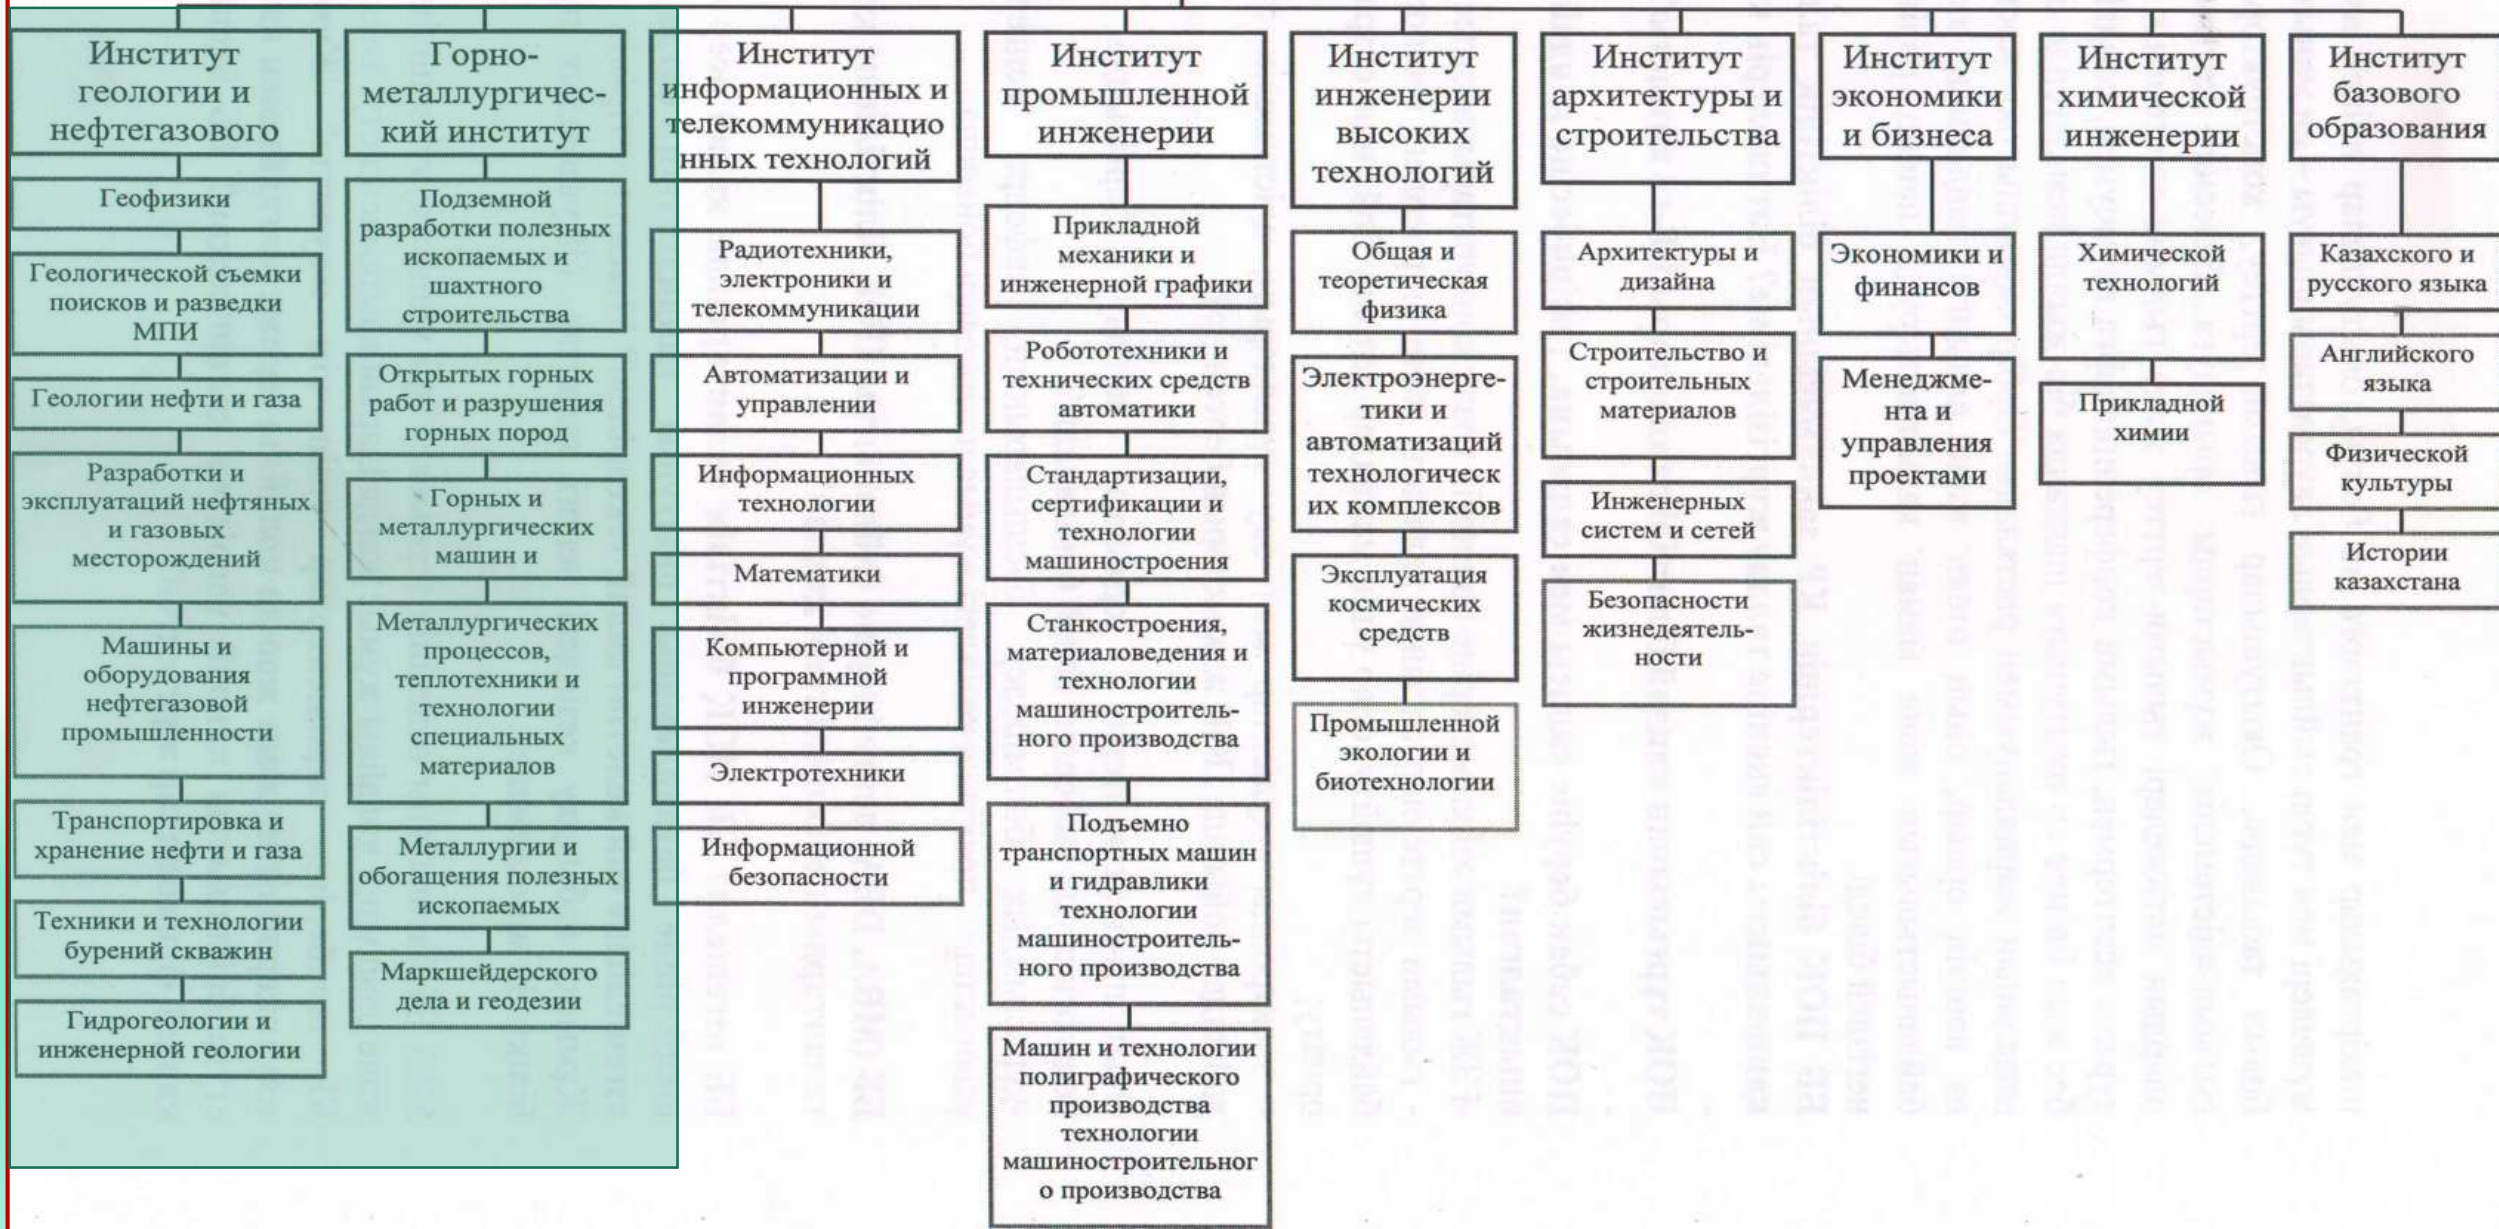 Институт
геологии и
нефтегазового
Геофизики
Геологической съемки
поисков и разведки
МПИ
Геологии нефти и газа
Разработки и
эксплуатаций нефтяных
и газовых
месторождений
Машины и
оборудования
нефтегазовой
промышленности
Транспортировка и
хранение нефти и газа
Техники и технологии
бурений скважин
Гидрогеологии и
инженерной геологии
Горно-
металлургичес-
кий институт
Подземной
разработки полезных
ископаемых и
шахтного
строительства
Открытых горных
работ и разрушения
горных пород
Горных и
металлургических
машин и
Металлургических
процессов,
теплотехники и
технологии
специальных
материалов
Металлургии и
обогащения полезных
ископаемых
Маркшейдерского
дела и геодезии
Институт
информационных и
телекоммуникацио
нных технологий
Радиотехники,
электроники и
телекоммуникации
Автоматизации и
управлении
Информационных
технологии
Математики
Компьютерной и
программной
инженерии
Электротехники
Информационной
безопасности
Институт
промышленной
инженерии
Прикладной
механики и
инженерной графики
Робототехники и
технических средств
автоматики
Стандартизации,
сертификации и
технологии
машиностроения
Станкостроения,
материаловедения и
технологии
машиностроитель-
ного производства
Подъемно
транспортных машин
и гидравлики
технологии
машиностроитель-
ного производства
Машин и технологии
полиграфического
производства
технологии
машиностроительног
о производства
Институт
инженерии
высоких
технологий
Общая и
теоретическая
физика
Электроэнерге-
тики и
автоматизаций
технологическ
их комплексов
Эксплуатация
космических
средств
Промышленной
экологии и
биотехнологии
Институт
архитектуры и
строительства
Архитектуры и
дизайна
Строительство и
строительных
материалов
Инженерных
систем и сетей
Безопасности
жизнедеятель-
ности
Институт
экономики
и бизнеса
Экономики и
финансов
Менеджме-
нта и
управления
проектами
Институт
химической
инженерии
Химической
технологий
Прикладной
химии
Институт
базового
образования
Казахского и
русского языка
Английского
языка
Физической
культуры
Истории
казахстана